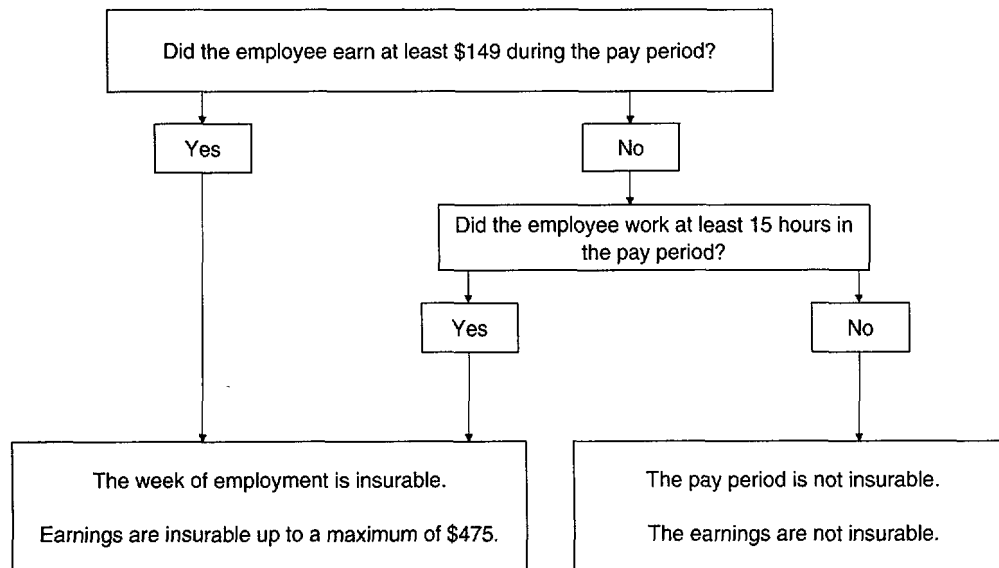 Did the employee earn at least $149 during the pay period?
Yes
No
Did the employee work at least 15 hours in
the pay period?
Yes
No
The week of employment is insurable.
Earnings are insurable up to a maximum of $475.
The pay period is not insurable.
The earnings are not insurable.